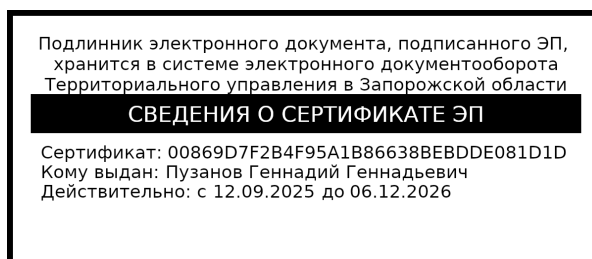 Подлинник электронного документа, подписанного ЭП,
хранится в системе электронного документооборота
Территориального управления в Запорожской области
СВЕДЕНИЯ О СЕРТИФИКАТЕ ЭП
Сертификат: 00869D7F2B4F95A1B86638BEBDDE081D1D
Кому выдан: Пузанов Геннадий Геннадьевич
Действительно: с 12.09.2025 до 06.12.2026